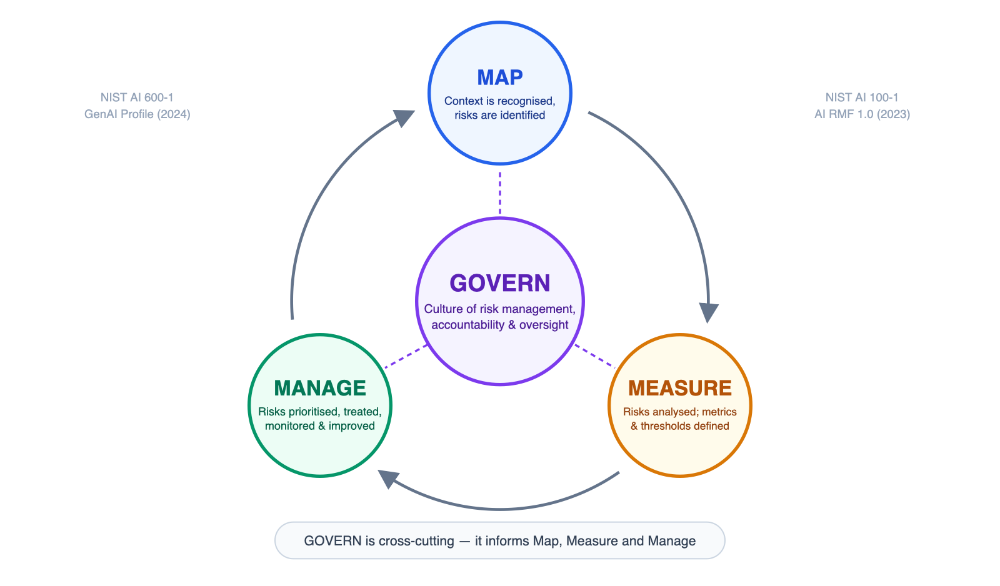 MAP
Context is recognised,
risks are identified
NIST AI 600-1
GenAI Profile (2024)
NIST AI 100-1
AI RMF 1.0 (2023)
GOVERN
Culture of risk management,
accountability & oversight
MANAGE
Risks prioritised, treated,
monitored & improved
MEASURE
Risks analysed; metrics
& thresholds defined
GOVERN is cross-cutting — it informs Map, Measure and Manage